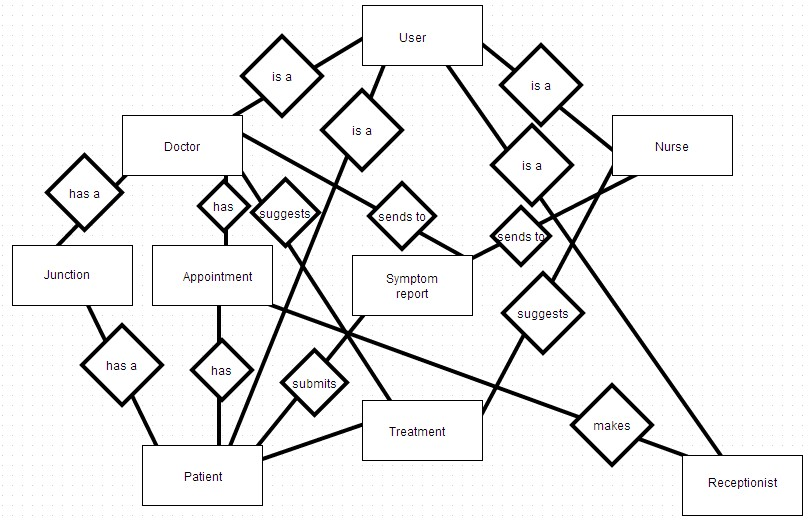 User
is a
is a
is a
is a
Doctor
Nurse
has a
has
suggests
sends to
sends to
Junction
Appointment
Symptom
report
suggests
has a
has
submits
makes
Treatment
Patient
Receptionist